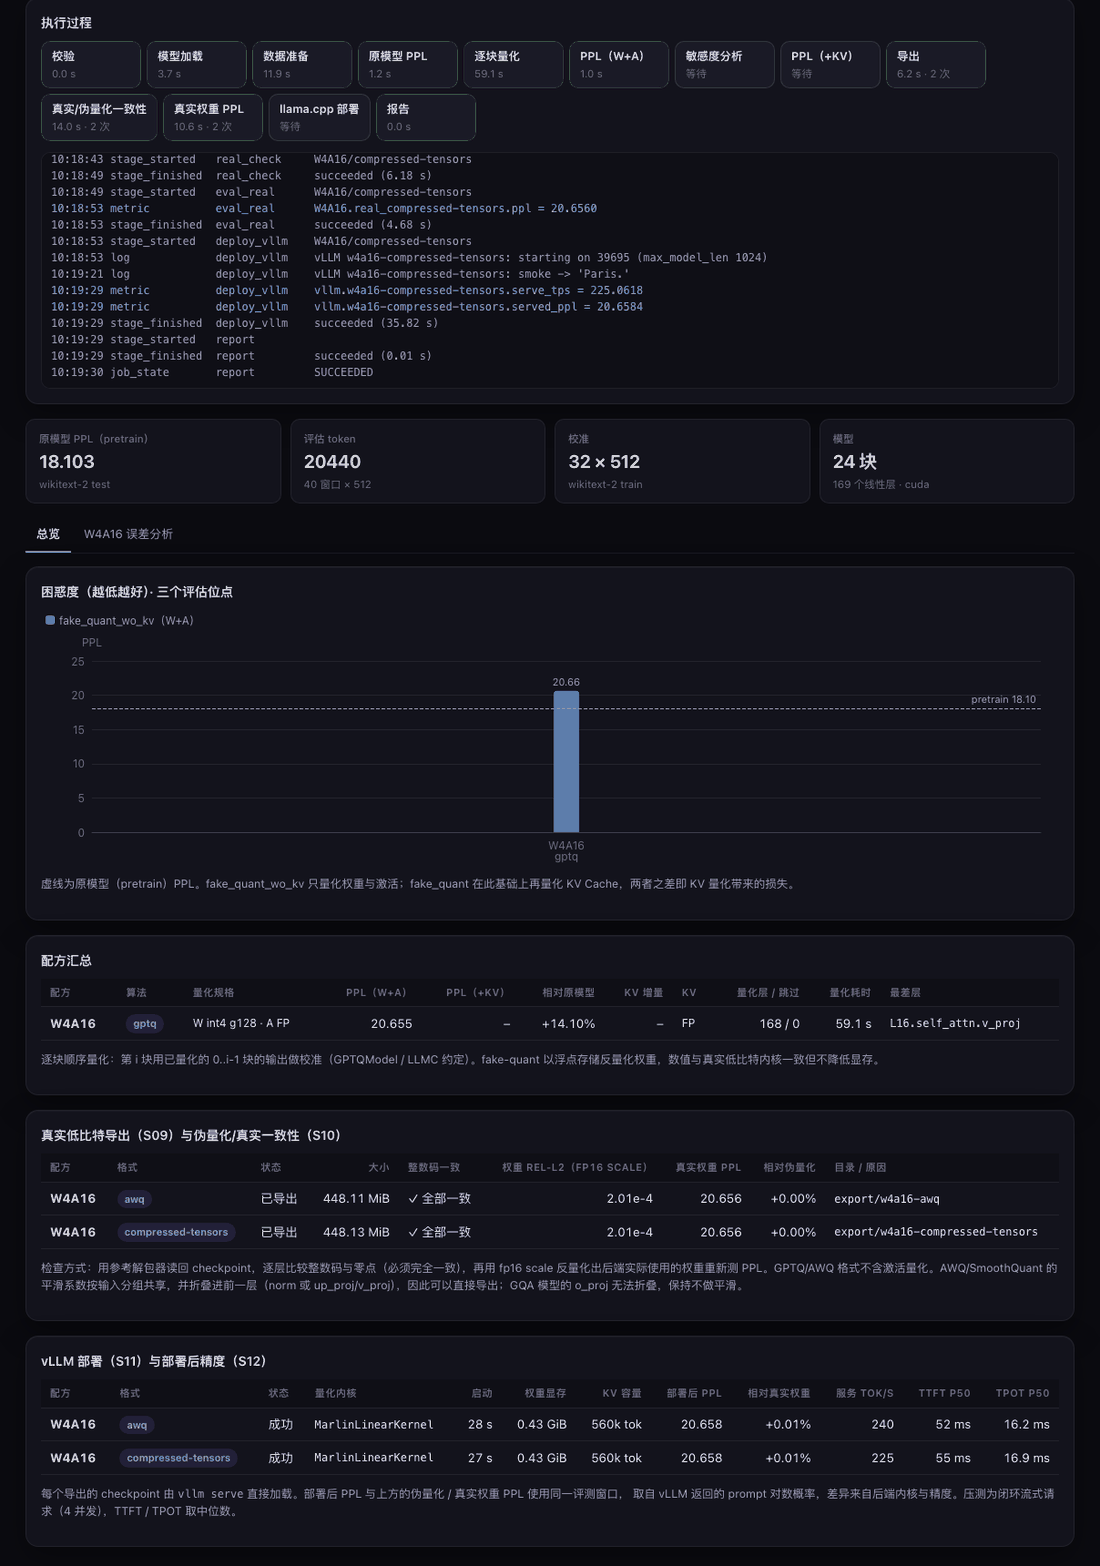 执行过程
校验 模型加载 数据准备 原模型 PPL 逐块量化 PPL（W+A） 敏感度分析 PPL（+KV） 导出
0.0 s 3.7 s 11.9 s 1.2 s 59.1 s 1.0 s 等待 等待 6.2 s · 2 次
真实/伪量化一致性 真实权重 PPL llama.cpp 部署 报告
14.0 s · 2 次 10.6 s · 2 次 等待 0.0 s
10:18:43 stage_started real_check W4A16/compressed-tensors
10:18:49 stage_finished real_check succeeded (6.18 s)
10:18:49 stage_started eval_real W4A16/compressed-tensors
10:18:53 metric eval_real W4A16.real_compressed-tensors.ppl = 20.6560
10:18:53 stage_finished eval_real succeeded (4.68 s)
10:18:53 stage_started deploy_vllm W4A16/compressed-tensors
10:18:53 log deploy_vllm vLLM w4a16-compressed-tensors: starting on 39695 (max_model_len 1024)
10:19:21 log deploy_vllm vLLM w4a16-compressed-tensors: smoke -> 'Paris.'
10:19:29 metric deploy_vllm vllm.w4a16-compressed-tensors.serve_tps = 225.0618
10:19:29 metric deploy_vllm vllm.w4a16-compressed-tensors.served_ppl = 20.6584
10:19:29 stage_finished deploy_vllm succeeded (35.82 s)
10:19:29 stage_started report
10:19:29 stage_finished report succeeded (0.01 s)
10:19:30 job_state report SUCCEEDED
原模型 PPL（pretrain） 评估 token 校准 模型
18.103 20440 32 × 512 24 块
wikitext-2 test 40 窗口 × 512 wikitext-2 train 169 个线性层 · cuda
总览 W4A16 误差分析
困惑度（越低越好）· 三个评估位点
fake_quant_wo_kv（W+A）
PPL
25
20.66
20
pretrain 18.10
15
10
5
0
W4A16
gptq
虚线为原模型（pretrain）PPL。fake_quant_wo_kv 只量化权重与激活；fake_quant 在此基础上再量化 KV Cache，两者之差即 KV 量化带来的损失。
配方汇总
配方 算法 量化规格 PPL（W+A） PPL（+KV） 相对原模型 KV 增量 KV 量化层 / 跳过 量化耗时 最差层
W4A16 gptq W int4 g128 · A FP 20.655 – +14.10% – FP 168 / 0 59.1 s L16.self_attn.v_proj
逐块顺序量化：第 i 块用已量化的 0..i-1 块的输出做校准（GPTQModel / LLMC 约定）。fake-quant 以浮点存储反量化权重，数值与真实低比特内核一致但不降低显存。
真实低比特导出（S09）与伪量化/真实一致性（S10）
配方 格式 状态 大小 整数码一致 权重 REL-L2（FP16 SCALE） 真实权重 PPL 相对伪量化 目录 / 原因
W4A16 awq 已导出 448.11 MiB ✓ 全部一致 2.01e-4 20.656 +0.00% export/w4a16-awq
W4A16 compressed-tensors 已导出 448.13 MiB ✓ 全部一致 2.01e-4 20.656 +0.00% export/w4a16-compressed-tensors
检查方式：用参考解包器读回 checkpoint，逐层比较整数码与零点（必须完全一致），再用 fp16 scale 反量化出后端实际使用的权重重新测 PPL。GPTQ/AWQ 格式不含激活量化。AWQ/SmoothQuant 的
平滑系数按输入分组共享，并折叠进前一层（norm 或 up_proj/v_proj），因此可以直接导出；GQA 模型的 o_proj 无法折叠，保持不做平滑。
vLLM 部署（S11）与部署后精度（S12）
配方 格式 状态 量化内核 启动 权重显存 KV 容量 部署后 PPL 相对真实权重 服务 TOK/S TTFT P50 TPOT P50
W4A16 awq 成功 MarlinLinearKernel 28 s 0.43 GiB 560k tok 20.658 +0.01% 240 52 ms 16.2 ms
W4A16 compressed-tensors 成功 MarlinLinearKernel 27 s 0.43 GiB 560k tok 20.658 +0.01% 225 55 ms 16.9 ms
每个导出的 checkpoint 由 vllm serve 直接加载。部署后 PPL 与上方的伪量化 / 真实权重 PPL 使用同一评测窗口， 取自 vLLM 返回的 prompt 对数概率，差异来自后端内核与精度。压测为闭环流式请
求（4 并发），TTFT / TPOT 取中位数。